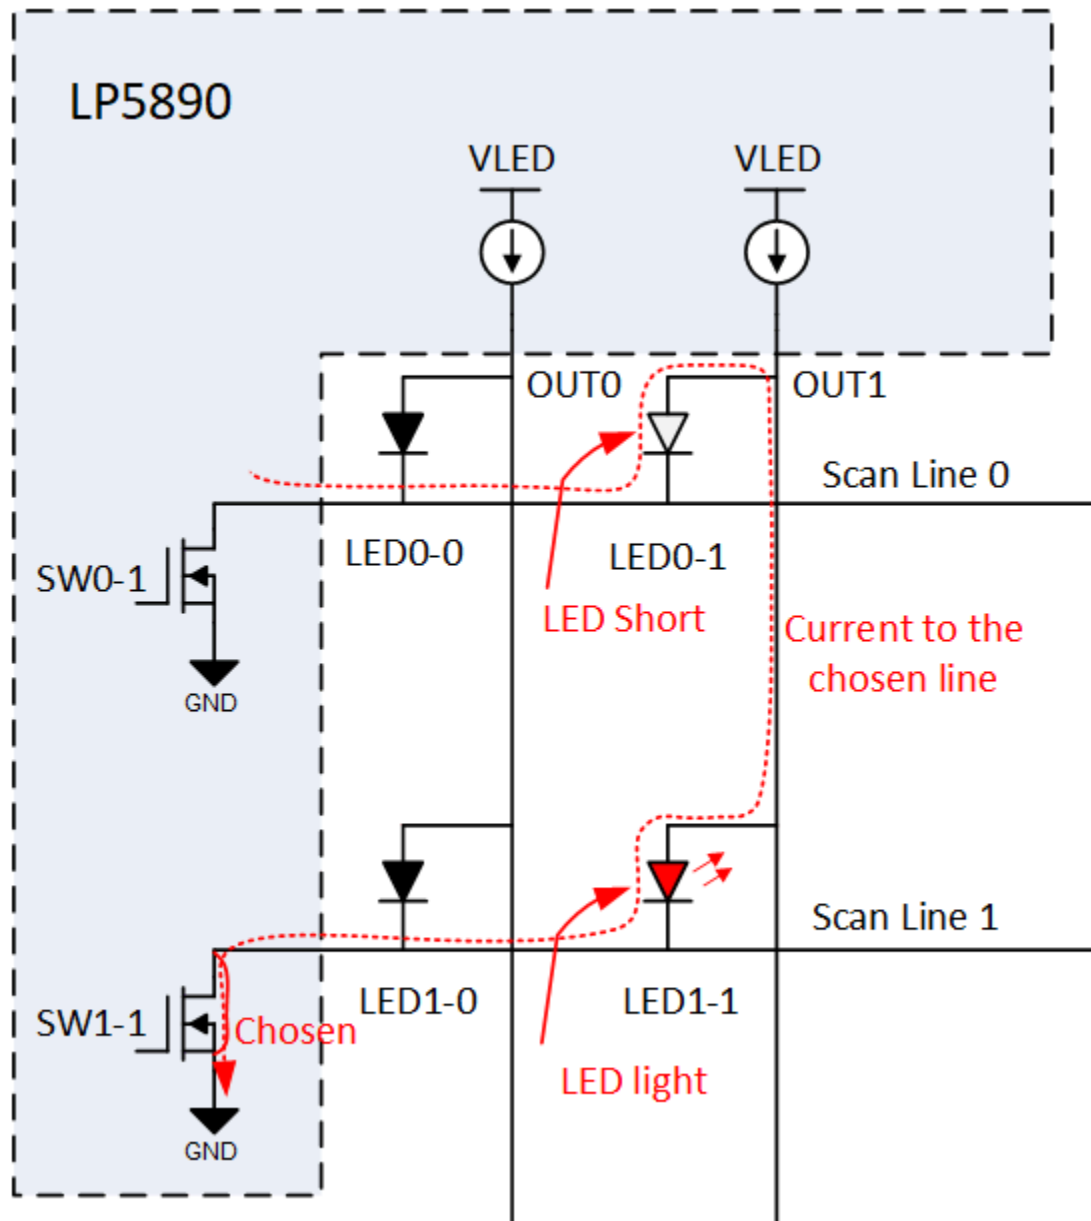 LP5890
VLED
VLED
OUT0
OUT1
Scan Line 0
LED0-0
LED0-1
SW0-1
LED Short
Current to the
chosen line
GND
Scan Line 1
LED1-0
LED1-1
SW1-1
Chosen
LED light
GND